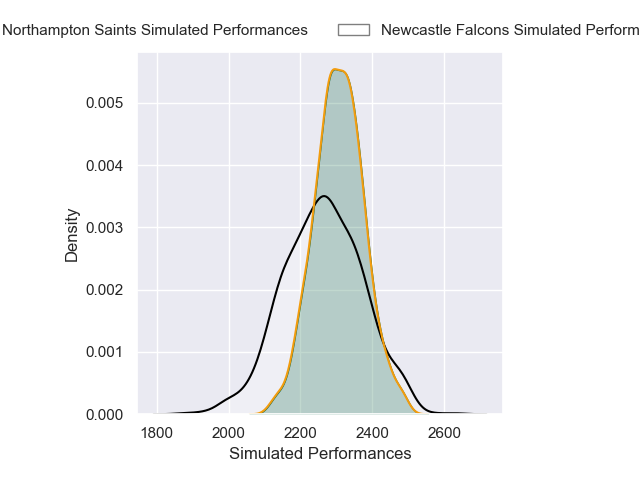 Northampton Saints Simulated Performances
Newcastle Falcons Simulated Perform
0.005
0.004
0.003
0.002
0.001
0.000
Density
1800 2000 2200 2400 2600
Simulated Performances